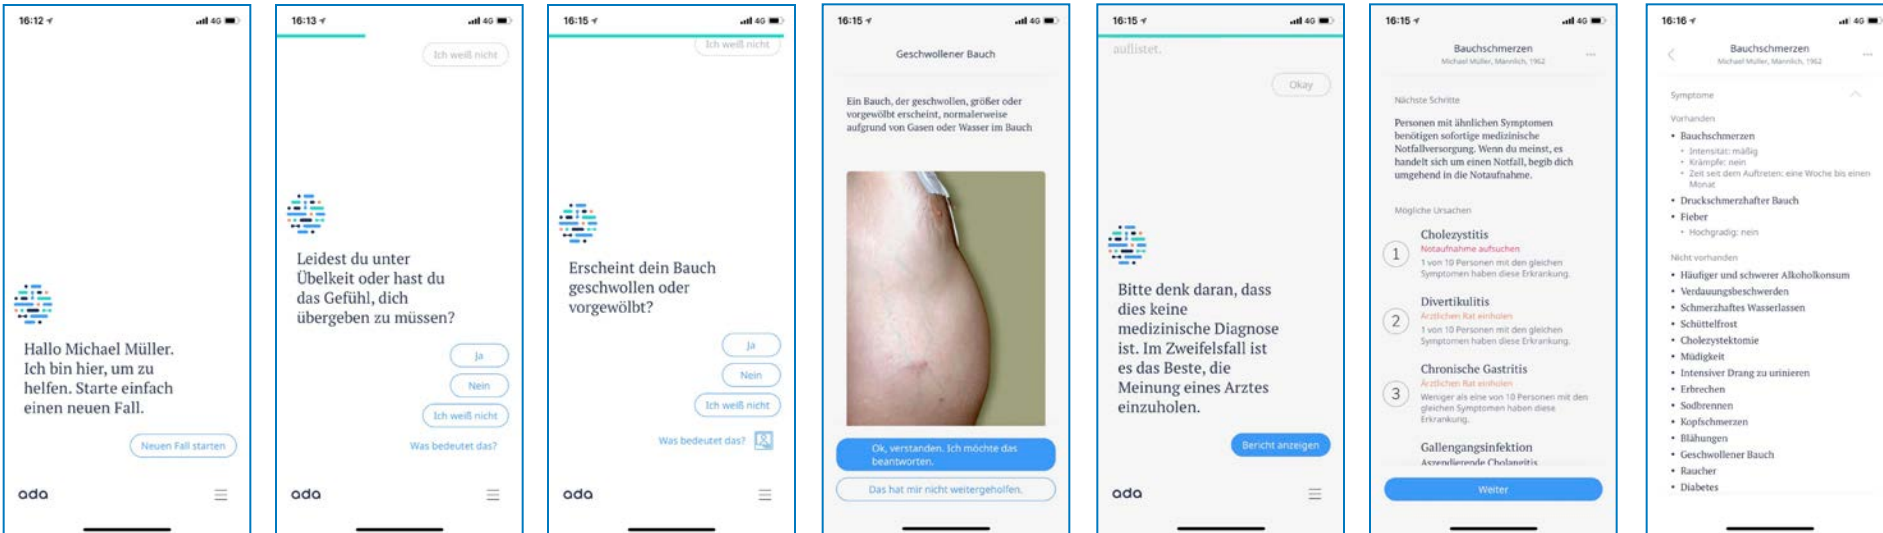 16:12
4G
Hallo Michael Müller.
Ich bin hier, um zu
helfen. Starte einfach
einen neuen Fall.
Neuen Fall starten
ada
16:13
4G
Ich weiß nicht
Leidest du unter
Übelkeit oder hast du
das Gefühl, dich
übergeben zu müssen?
Ja
Nein
Ich weiß nicht
Was bedeutet das?
ada
16:15
4G
Ich weiß nicht
Erscheint dein Bauch
geschwollen oder
vorgewölbt?
Ja
Nein
Ich weiß nicht
Was bedeutet das?
ada
16:15
4G
Geschwollener Bauch
Ein Bauch, der geschwollen, größer oder
vorgewölbt erscheint, normalerweise
aufgrund von Gasen oder Wasser im Bauch
Ok, verstanden. Ich möchte das
beantworten.
Das hat mir nicht weitergeholfen.
16:15
4G
auflistet.
Okay
Bitte denk daran, dass
dies keine
medizinische Diagnose
ist. Im Zweifelsfall ist
es das Beste, die
Meinung eines Arztes
einzuholen.
Bericht anzeigen
ada
16:15
4G
Bauchschmerzen
Michael Müller, Männlich, 1962
Nächste Schritte
Personen mit ähnlichen Symptomen
benötigen sofortige medizinische
Notfallversorgung. Wenn du meinst, es
handelt sich um einen Notfall, begib dich
umgehend in die Notaufnahme.
Mögliche Ursachen
1
Cholezystitis
Notaufnahme aufsuchen
1 von 10 Personen mit den gleichen
Symptomen haben diese Erkrankung.
2
Divertikulitis
Ärztlichen Rat einholen
1 von 10 Personen mit den gleichen
Symptomen haben diese Erkrankung.
3
Chronische Gastritis
Ärztlichen Rat einholen
Weniger als eine von 10 Personen mit den
gleichen Symptomen haben diese
Erkrankung.
Gallengangsinfektion
Aszendierende Cholangitis
Weiter
16:16
4G
Bauchschmerzen
Michael Müller, Männlich, 1962
Symptome
Vorhanden
• Bauchschmerzen
• Intensität: mäßig
• Krämpfe: nein
• Zeit seit dem Auftreten: eine Woche bis einen
Monat
• Druckschmerzhafter Bauch
• Fieber
• Hochgradig: nein
Nicht vorhanden
• Häufiger und schwerer Alkoholkonsum
• Verdauungsbeschwerden
• Schmerzhaftes Wasserlassen
• Schüttelfrost
• Cholezystektomie
• Müdigkeit
• Intensiver Drang zu urinieren
• Erbrechen
• Sodbrennen
• Kopfschmerzen
• Blähungen
• Geschwollener Bauch
• Raucher
• Diabetes